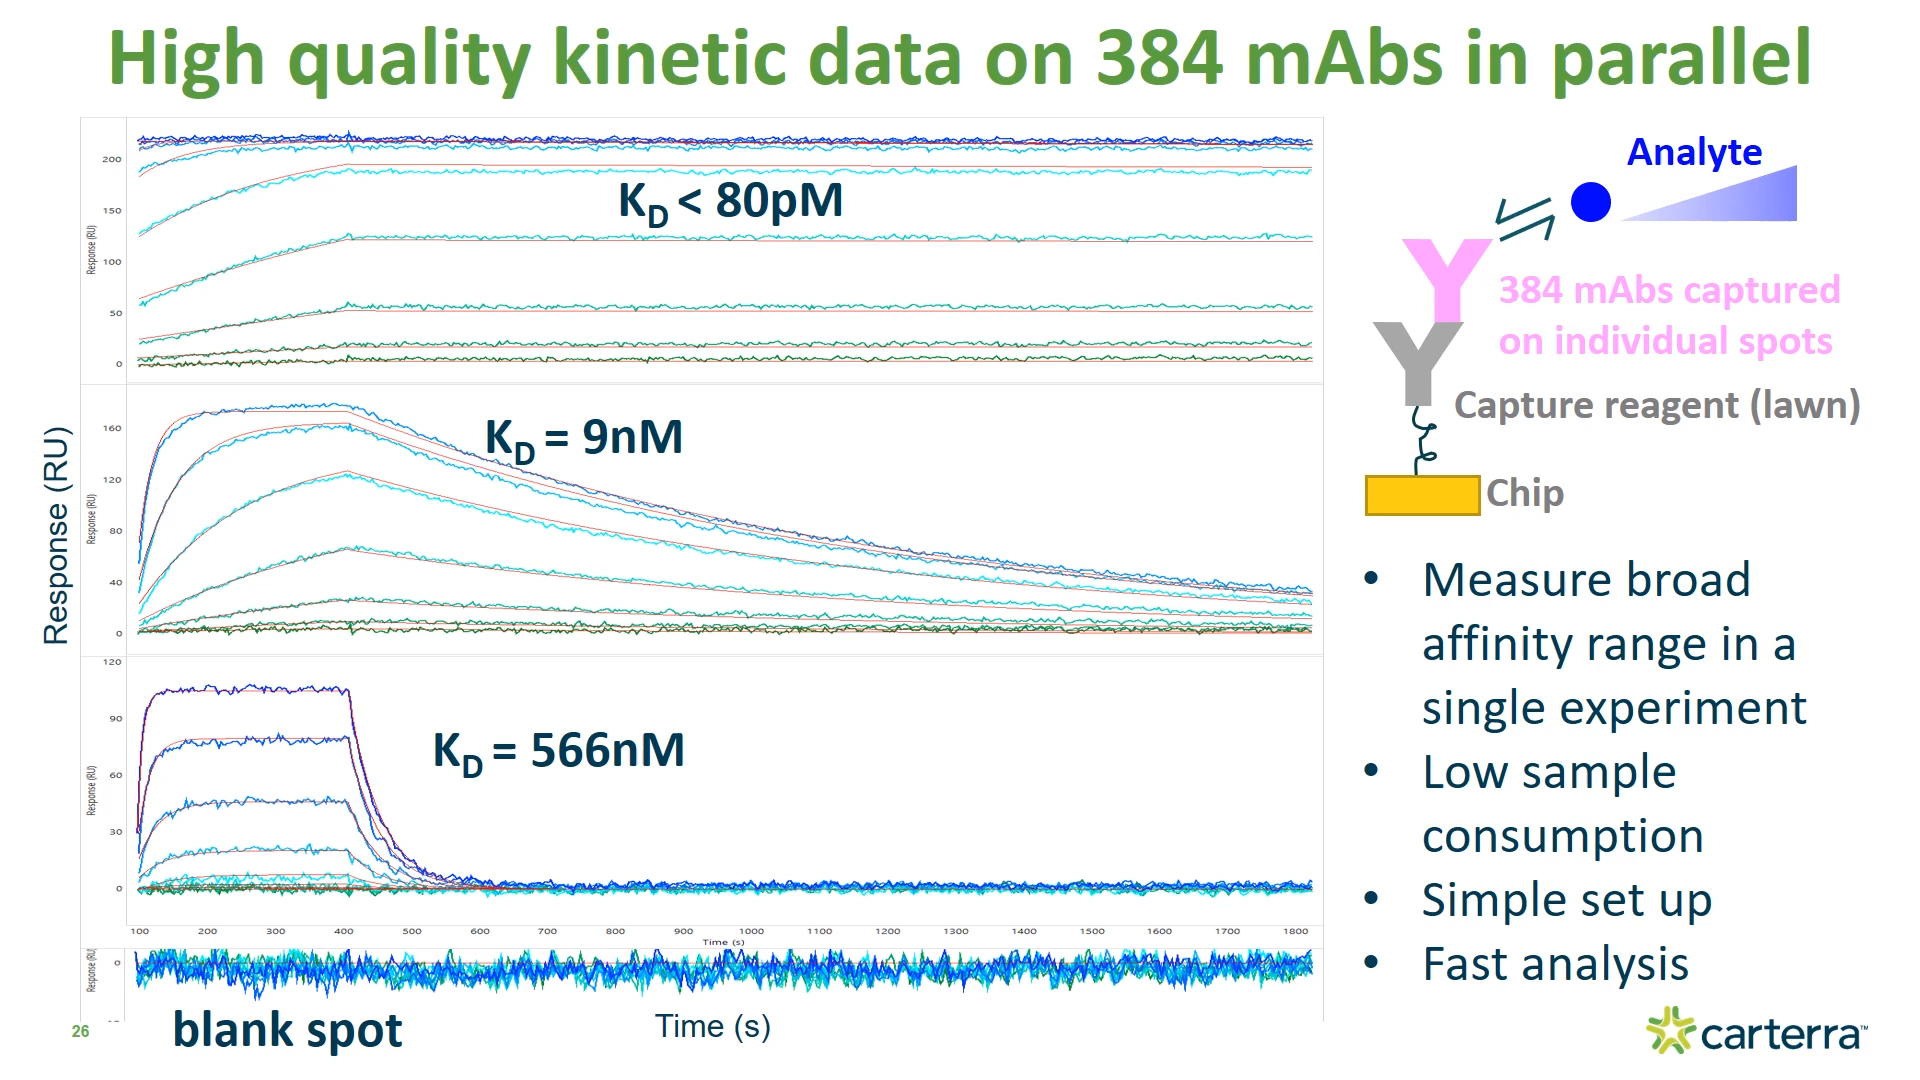 High quality kinetic data on 384 mAbs in parallel
Response (RU)
Response (RU)
200
150
100
50
0
KD < 80pM
Response (RU)
160
120
80
40
0
KD = 9nM
Response (RU)
120
90
60
30
0
KD = 566nM
100 200 300 400 500 600 700 800 900 1000 1100 1200 1300 1400 1500 1600 1700 1800
Time (s)
Response (RU)
0
blank spot
Time (s)
Analyte
384 mAbs captured
on individual spots
Capture reagent (lawn)
Chip
• Measure broad
affinity range in a
single experiment
• Low sample
consumption
• Simple set up
• Fast analysis
26
carterra™